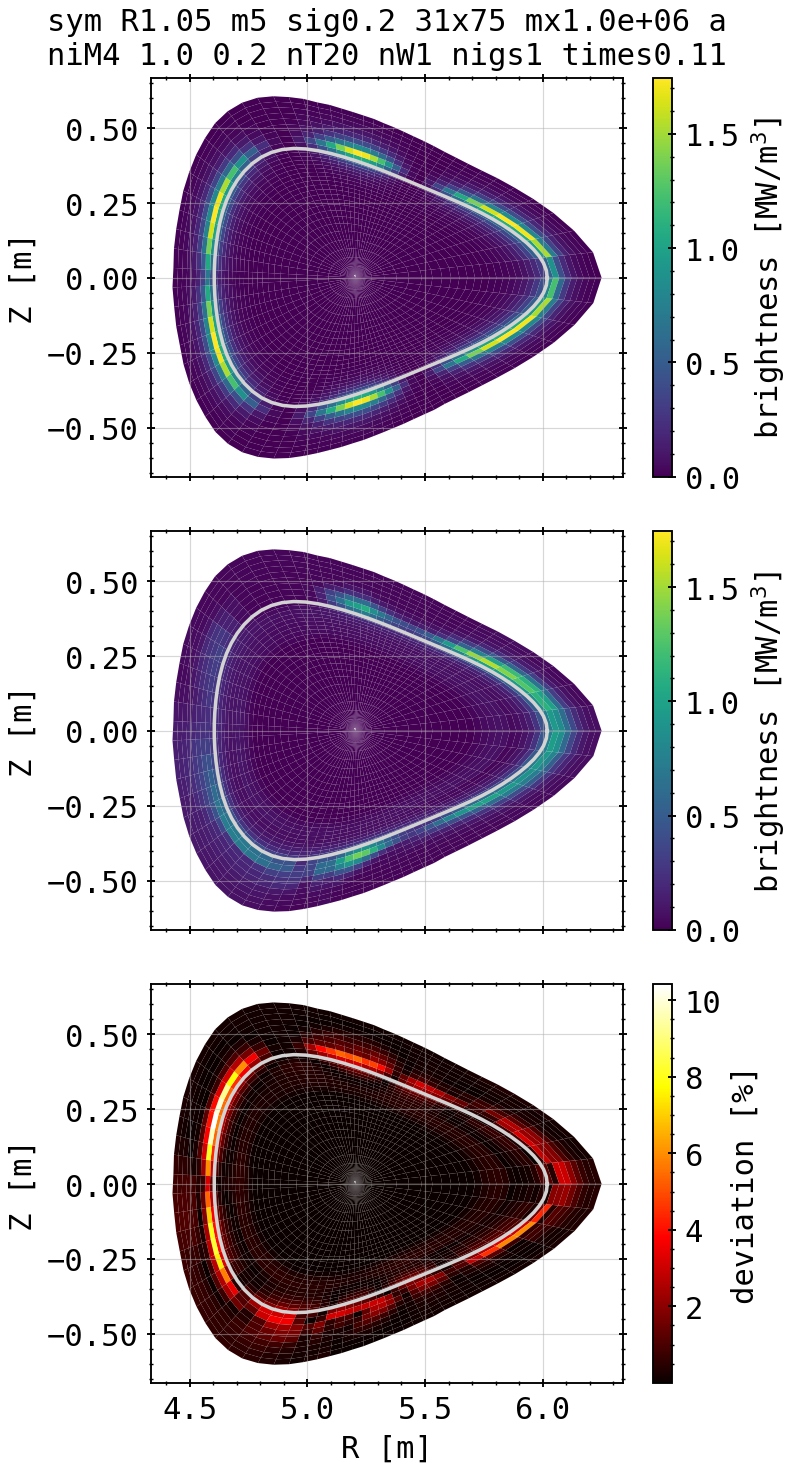 sym R1.05 m5 sig0.2 31x75 mx1.0e+06 a
niM4 1.0 0.2 nT20 nW1 nigs1 times0.11
0.50
0.25
0.00
−0.25
−0.50
Z [m]
1.5
1.0
0.5
0.0
brightness [MW/m³]
0.50
0.25
0.00
−0.25
−0.50
Z [m]
1.5
1.0
0.5
0.0
brightness [MW/m³]
0.50
0.25
0.00
−0.25
−0.50
Z [m]
10
8
6
4
2
deviation [%]
4.5 5.0 5.5 6.0
R [m]